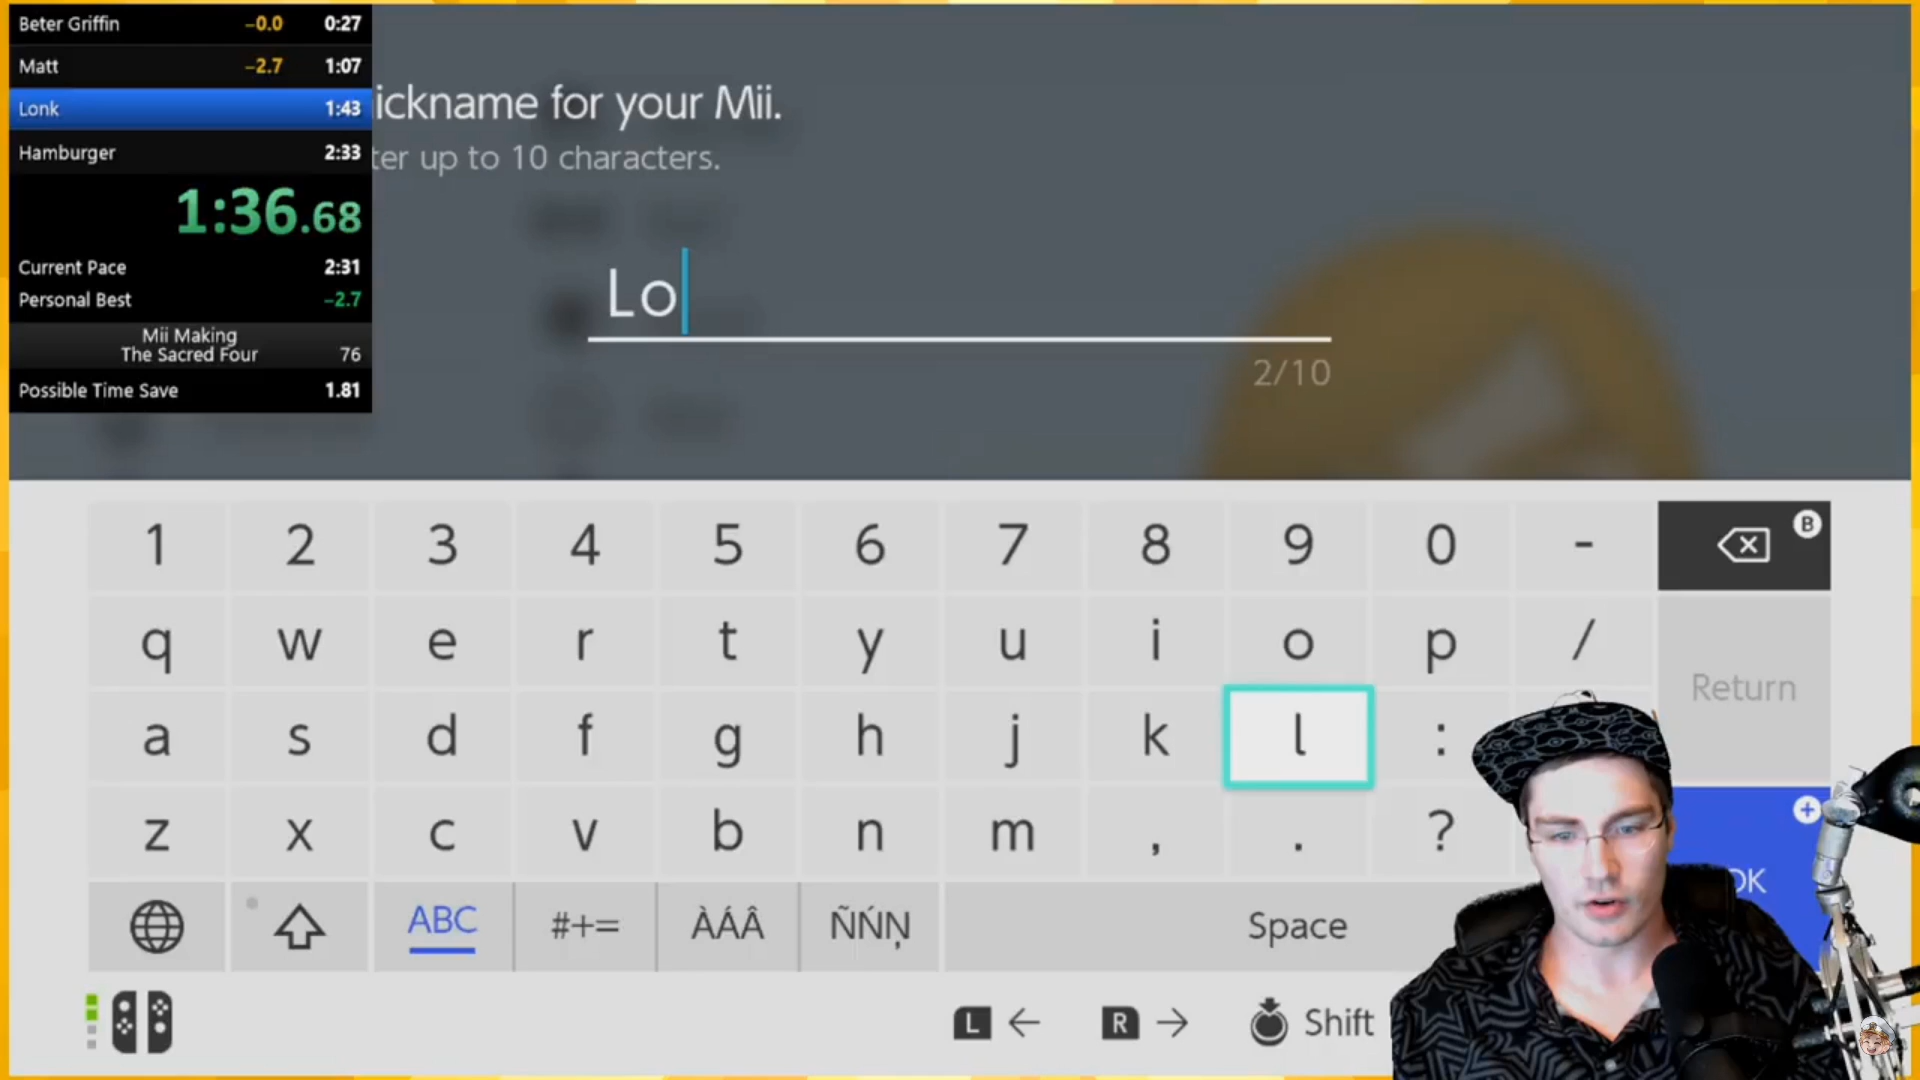 Beter Griffin -0.0 0:27
Matt -2.7 1:07
Lonk 1:43
Hamburger 2:33
1:36.68
Current Pace 2:31
Personal Best -2.7
Mii Making
The Sacred Four 76
Possible Time Save 1.81
ickname for your Mii.
ter up to 10 characters.
Lo
2/10
1 2 3 4 5 6 7 8 9 0 - B
q w e r t y u i o p /
Return
a s d f g h j k l :
z x c v b n m , . ? +
OK
ABC #+= ÀÁÂ ÑŃŅ Space
L ← R → Shift